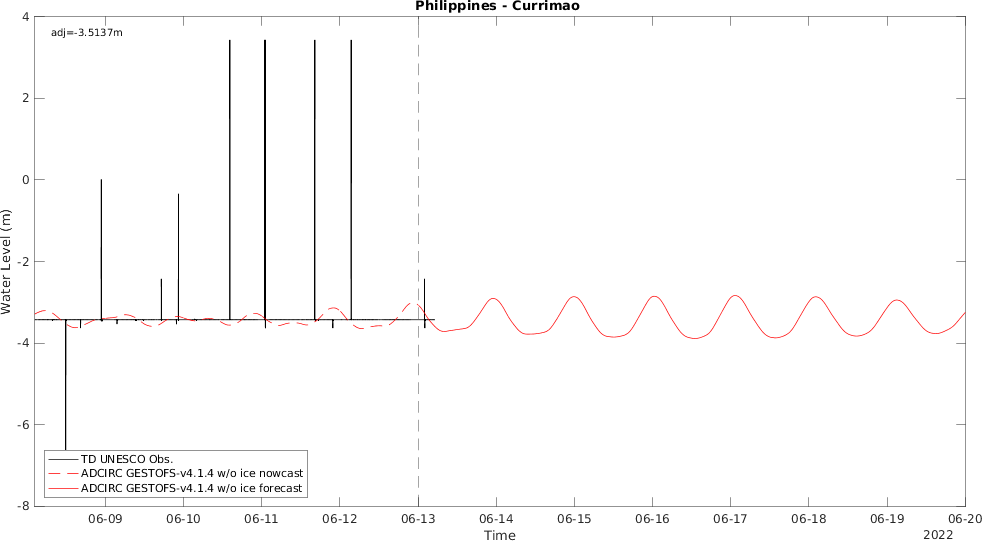 Philippines - Currimao
adj=-3.5137m
4
2
0
-2
-4
-6
-8
Water Level (m)
TD UNESCO Obs.
ADCIRC GESTOFS-v4.1.4 w/o ice nowcast
ADCIRC GESTOFS-v4.1.4 w/o ice forecast
06-09 06-10 06-11 06-12 06-13 06-14 06-15 06-16 06-17 06-18 06-19 06-20
Time
2022